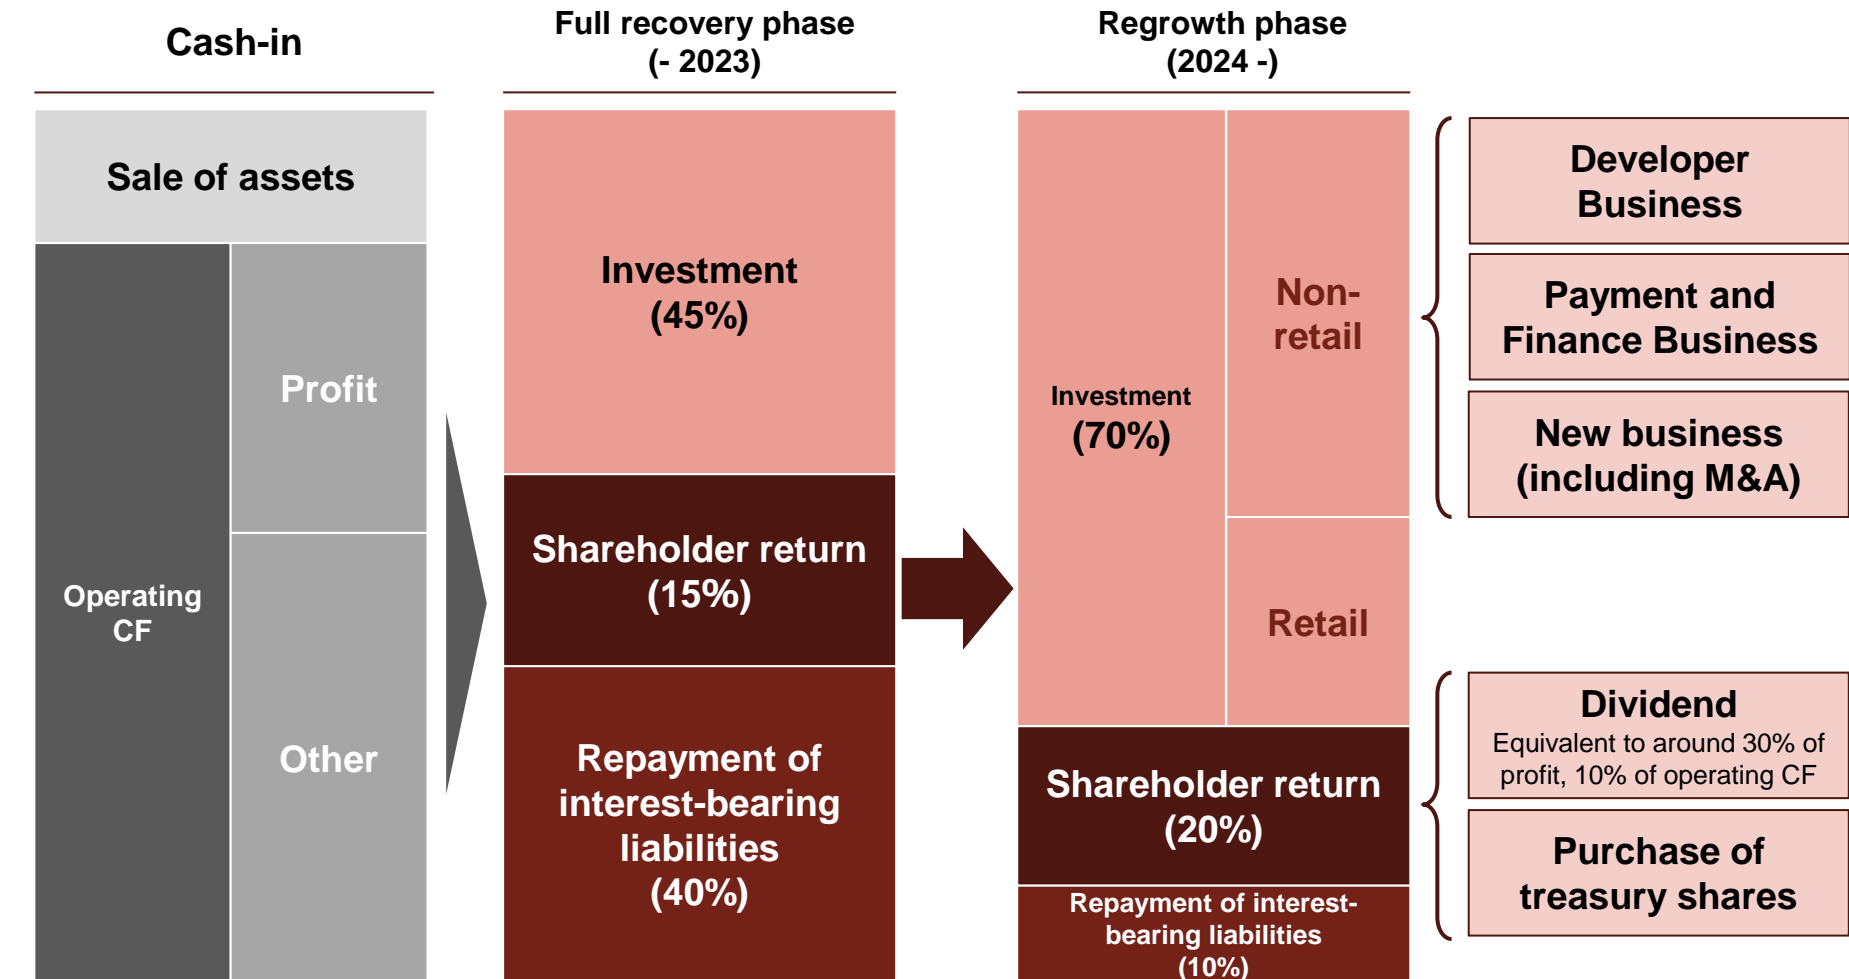 Cash-in
Full recovery phase
(- 2023)
Regrowth phase
(2024 -)
Sale of assets
Operating
CF
Profit
Other
Investment
(45%)
Shareholder return
(15%)
Repayment of
interest-bearing
liabilities
(40%)
Investment
(70%)
Non-
retail
Retail
Shareholder return
(20%)
Repayment of interest-
bearing liabilities
(10%)
Developer
Business
Payment and
Finance Business
New business
(including M&A)
Dividend
Equivalent to around 30% of
profit, 10% of operating CF
Purchase of
treasury shares